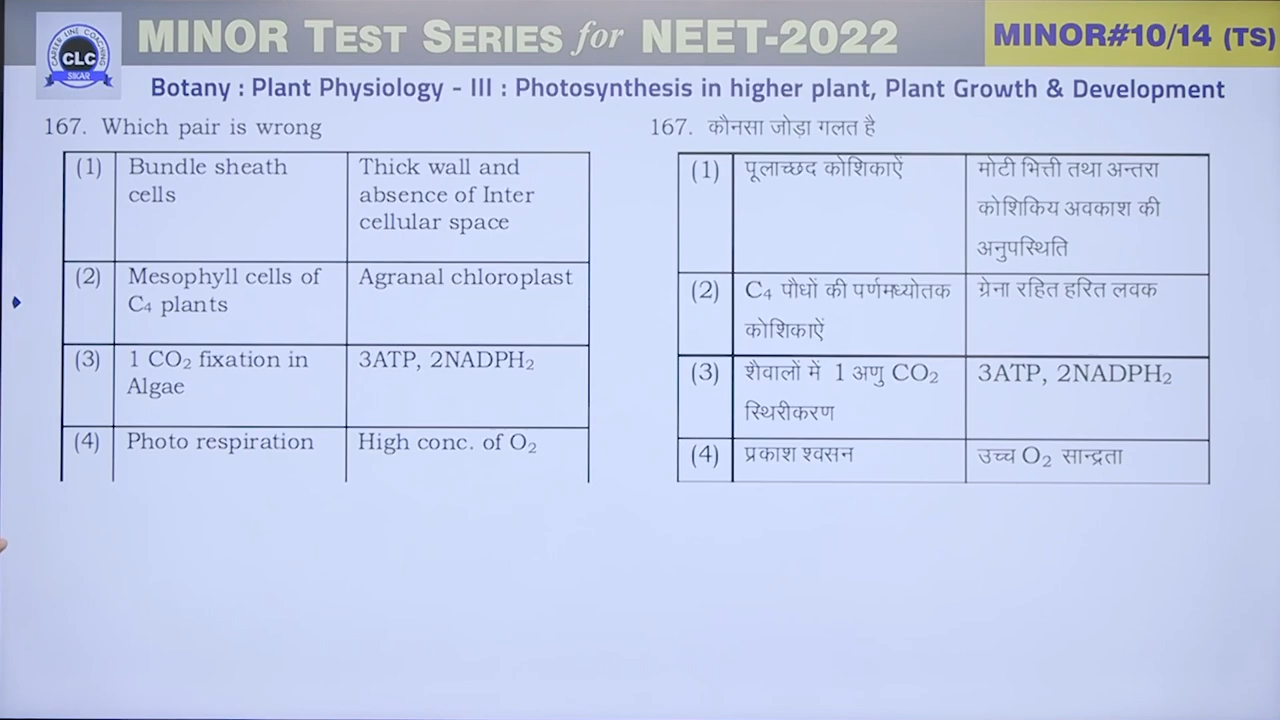 CAREER LINE COACHING
CLC
SIKAR
MINOR TEST SERIES for NEET-2022
MINOR#10/14 (TS)
Botany : Plant Physiology - III : Photosynthesis in higher plant, Plant Growth & Development
167. Which pair is wrong
(1) Bundle sheath cells Thick wall and absence of Inter cellular space
(2) Mesophyll cells of C4 plants Agranal chloroplast
(3) 1 CO2 fixation in Algae 3ATP, 2NADPH2
(4) Photo respiration High conc. of O2
167. कौनसा जोड़ा गलत है
(1) पूलाच्छद कोशिकाऐं मोटी भित्ती तथा अन्तरा कोशिकिय अवकाश की अनुपस्थिति
(2) C4 पौधों की पर्णमध्योतक कोशिकाऐं ग्रेना रहित हरित लवक
(3) शैवालों में 1 अणु CO2 स्थिरीकरण 3ATP, 2NADPH2
(4) प्रकाश श्वसन उच्च O2 सान्द्रता